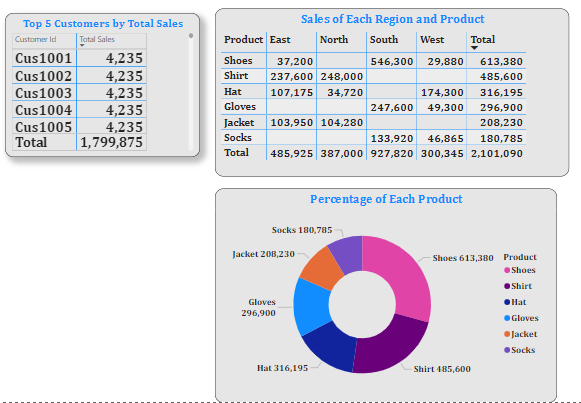 Top 5 Customers by Total Sales
Customer Id Total Sales
Cus1001 4,235
Cus1002 4,235
Cus1003 4,235
Cus1004 4,235
Cus1005 4,235
Total 1,799,875
Sales of Each Region and Product
Product East North South West Total
Shoes 37,200 546,300 29,880 613,380
Shirt 237,600 248,000 485,600
Hat 107,175 34,720 174,300 316,195
Gloves 247,600 49,300 296,900
Jacket 103,950 104,280 208,230
Socks 133,920 46,865 180,785
Total 485,925 387,000 927,820 300,345 2,101,090
Percentage of Each Product
Socks 180,785
Jacket 208,230
Gloves
296,900
Hat 316,195
Shoes 613,380
Shirt 485,600
Product
Shoes
Shirt
Hat
Gloves
Jacket
Socks